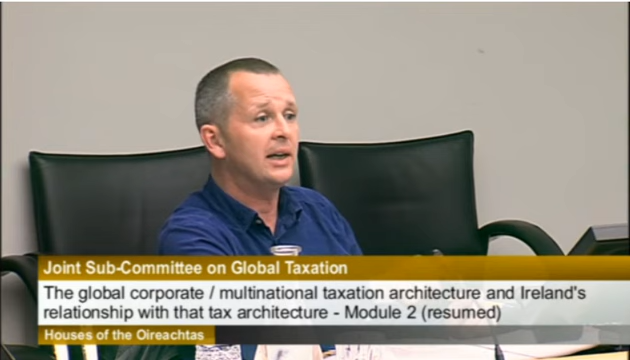 Joint Sub-Committee on Global Taxation
The global corporate / multinational taxation architecture and Ireland's
relationship with that tax architecture - Module 2 (resumed)
Houses of the Oireachtas